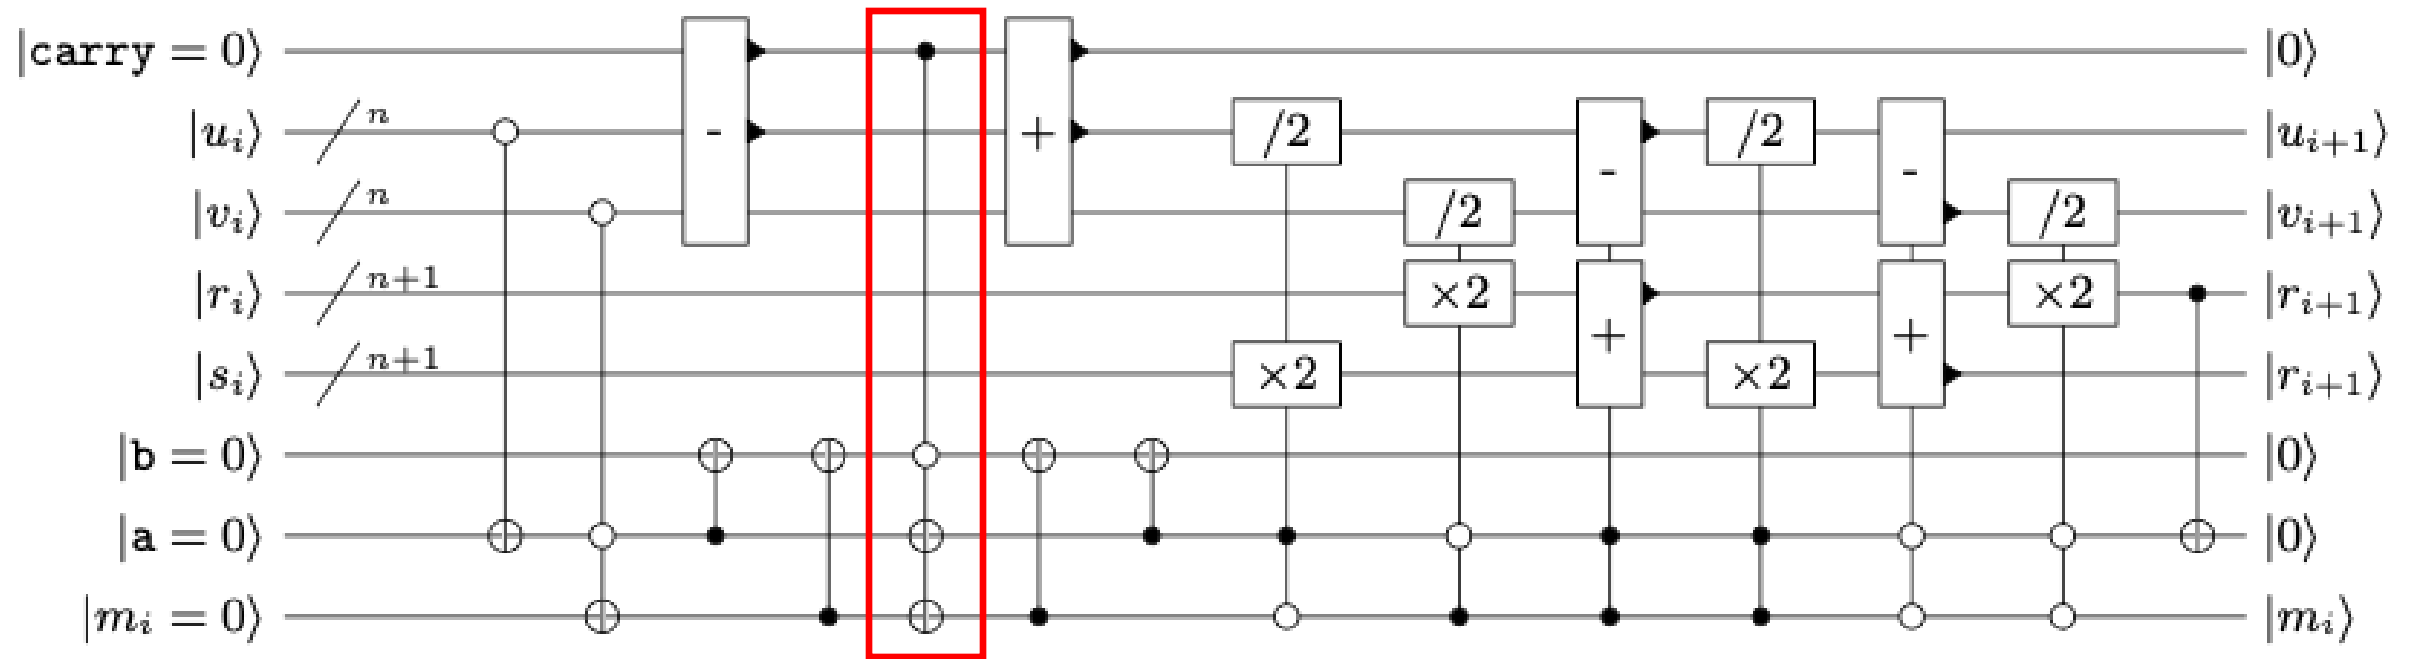 |carry = 0⟩ - + |0⟩
|u_i⟩ n /2 - /2 - |u_{i+1}⟩
|v_i⟩ n /2 /2 |v_{i+1}⟩
|r_i⟩ n+1 ×2 + + ×2 |r_{i+1}⟩
|s_i⟩ n+1 ×2 ×2 |r_{i+1}⟩
|b = 0⟩ |0⟩
|a = 0⟩ |0⟩
|m_i = 0⟩ |m_i⟩